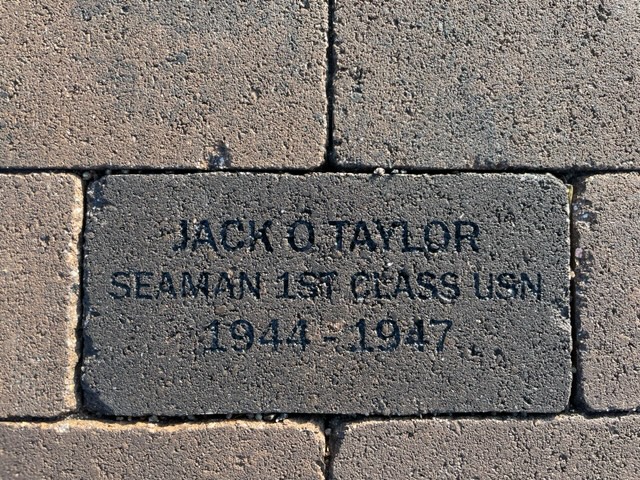 JACK O TAYLOR
SEAMAN 1ST CLASS USN
1944 - 1947